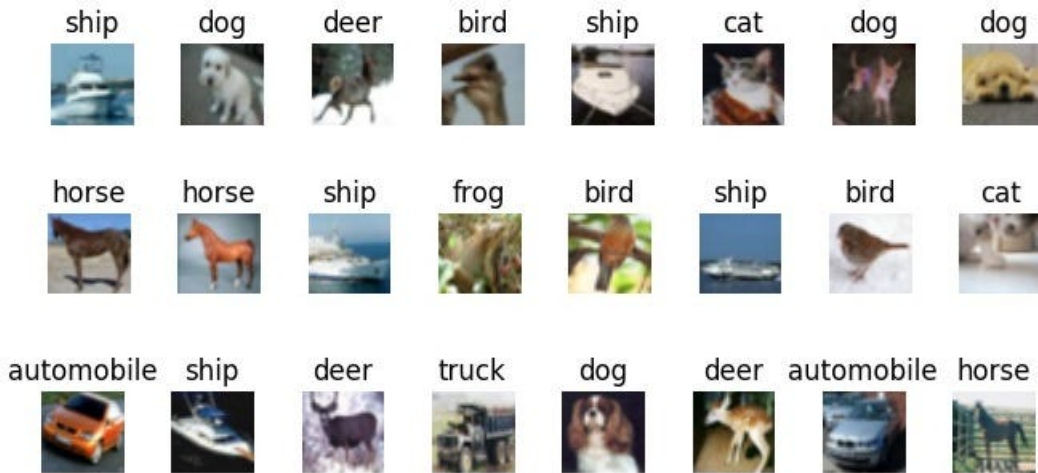 ship dog deer bird ship cat dog dog
horse horse ship frog bird ship bird cat
automobile ship deer truck dog deer automobile horse